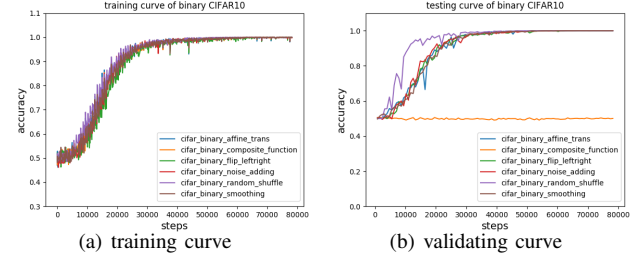 training curve of binary CIFAR10
1.1
1.0
0.9
0.8
0.7
0.6
0.5
0.4
0.3
accuracy
cifar_binary_affine_trans
cifar_binary_composite_function
cifar_binary_flip_leftright
cifar_binary_noise_adding
cifar_binary_random_shuffle
cifar_binary_smoothing
0 10000 20000 30000 40000 50000 60000 70000 80000
steps
(a) training curve
testing curve of binary CIFAR10
1.0
0.8
0.6
0.4
0.2
0.0
accuracy
cifar_binary_affine_trans
cifar_binary_composite_function
cifar_binary_flip_leftright
cifar_binary_noise_adding
cifar_binary_random_shuffle
cifar_binary_smoothing
0 10000 20000 30000 40000 50000 60000 70000 80000
steps
(b) validating curve